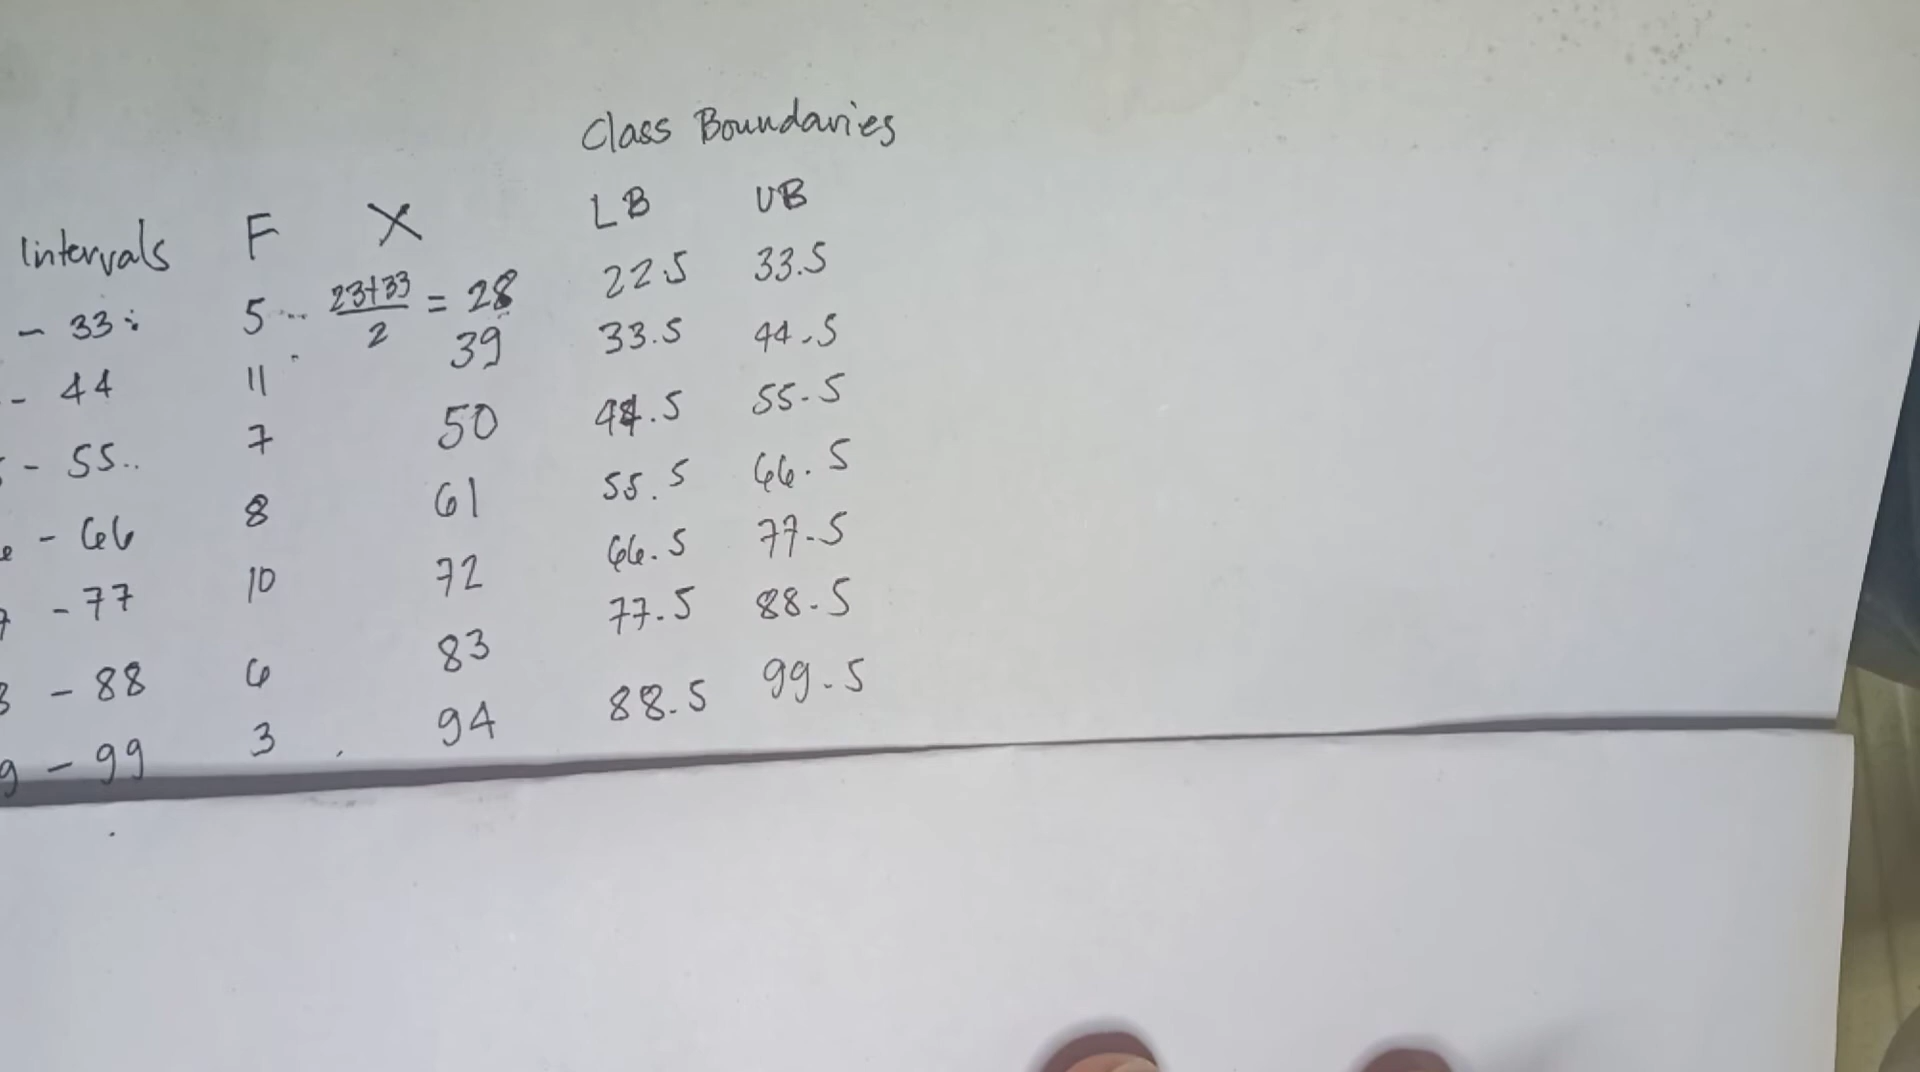 Class Boundaries
Intervals F X LB UB
- 33 5 23+33/2 = 28 22.5 33.5
- 44 11 39 33.5 44.5
- 55 7 50 44.5 55.5
- 66 8 61 55.5 66.5
- 77 10 72 66.5 77.5
- 88 6 83 77.5 88.5
9 - 99 3 94 88.5 99.5